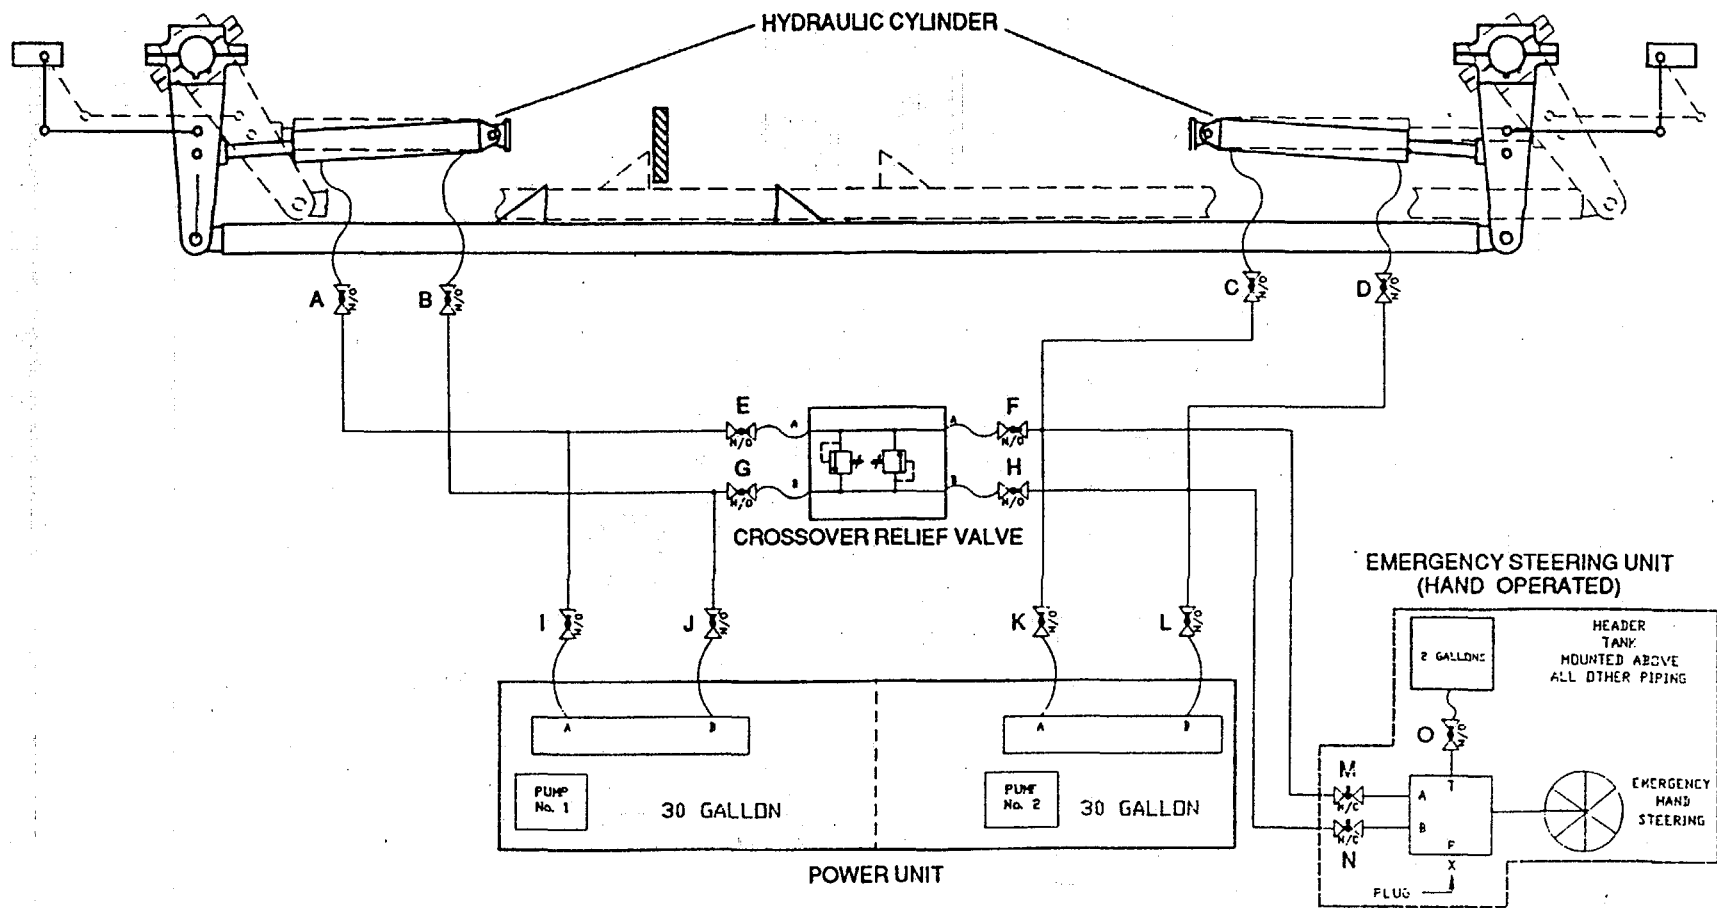 HYDRAULIC CYLINDER
A
N/O
B
N/O
C
N/O
D
N/O
E
N/O
A
A
F
N/O
G
N/O
B
B
H
N/O
CROSSOVER RELIEF VALVE
EMERGENCY STEERING UNIT
(HAND OPERATED)
I
N/O
J
N/O
K
N/O
L
N/O
2 GALLONS
HEADER
TANK
MOUNTED ABOVE
ALL OTHER PIPING
A
B
A
B
O
N/O
PUMP
No. 1
30 GALLON
PUMP
No. 2
30 GALLON
M
N/C
A
T
B
P
N
N/C
EMERGENCY
HAND
STEERING
X
PLUG
POWER UNIT